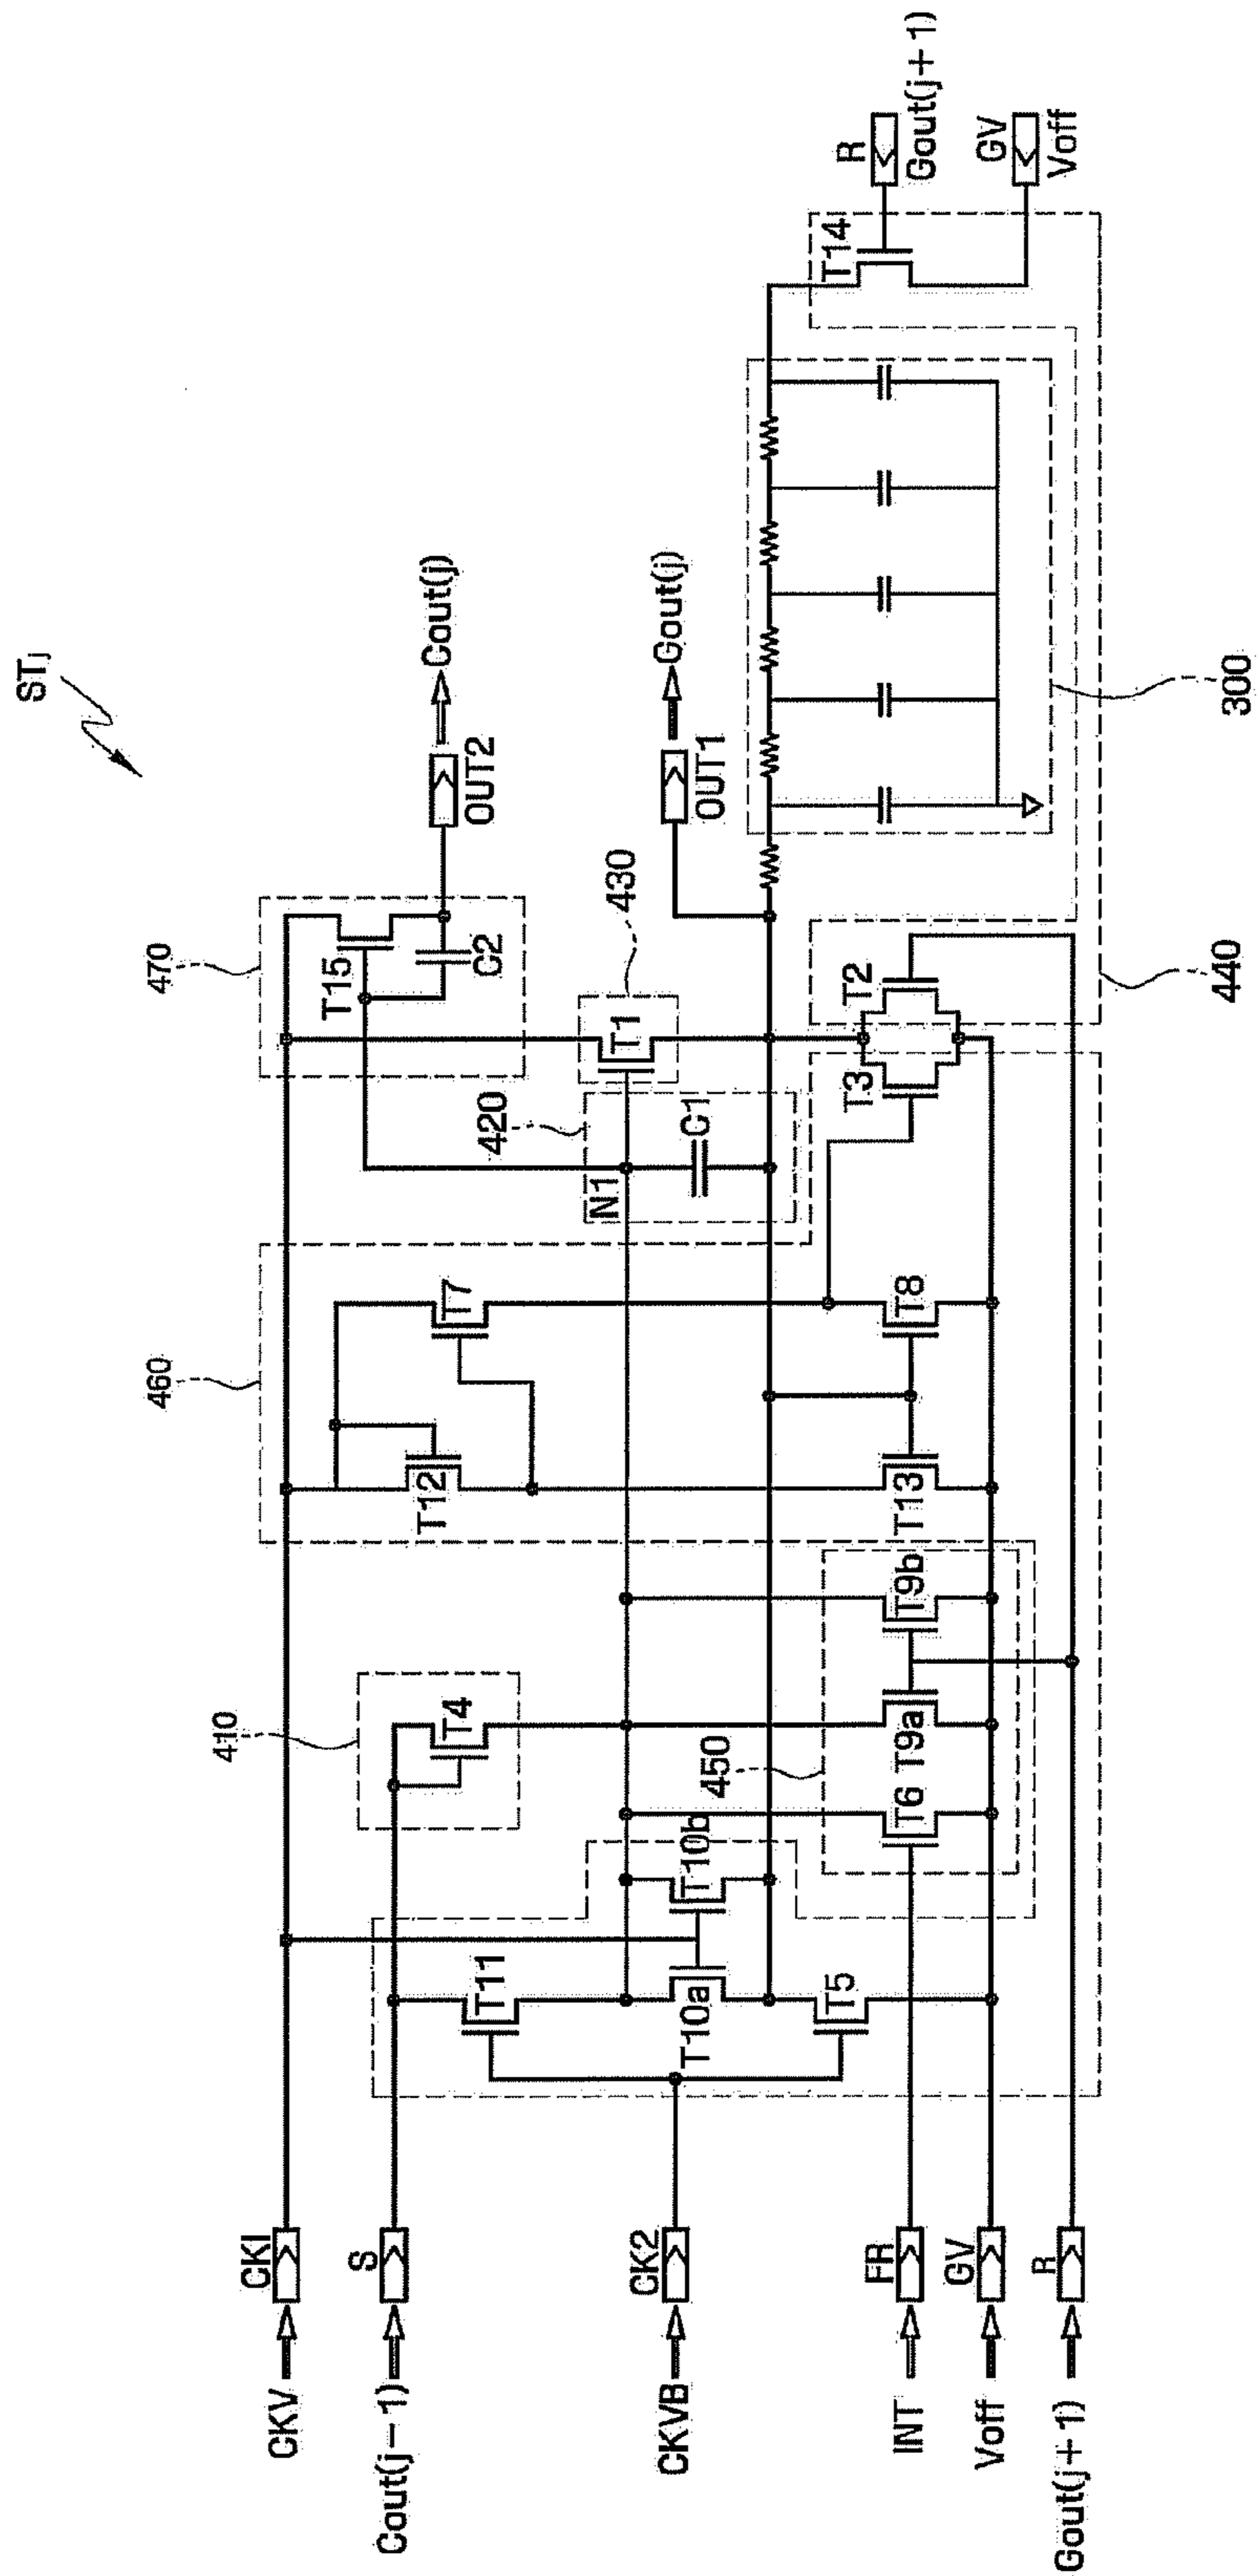 STj
CKV
CKI
Cout(j-1)
S
CKVB
CK2
INT
FR
Voff
GV
Gout(j+1)
R
410
T4
T11
T10a
T10b
T5
450
T6
T9a
T9b
460
T12
T7
T13
T8
420
N1
C1
430
T1
470
T15
C2
OUT2
Cout(j)
OUT1
Gout(j)
T3
T2
440
300
T14
R
Gout(j+1)
GV
Voff